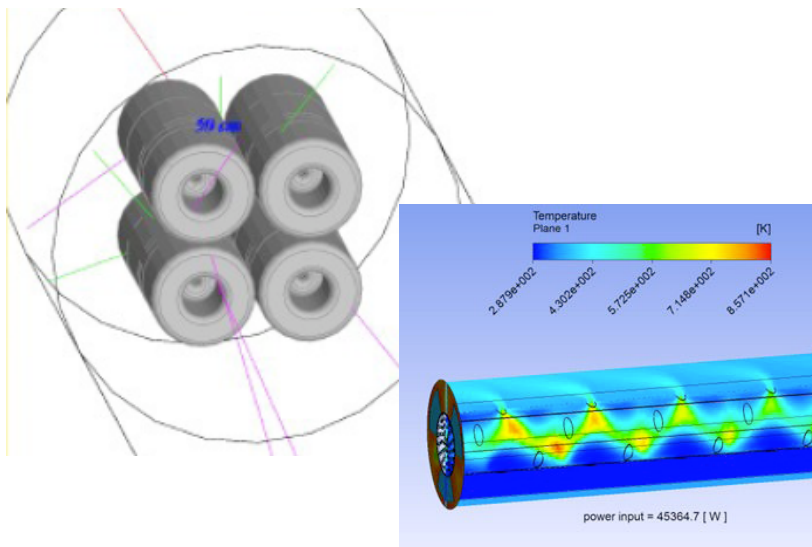 50 cm
Temperature
Plane 1
[K]
2.879e+002
4.302e+002
5.725e+002
7.148e+002
8.571e+002
power input = 45364.7 [ W ]